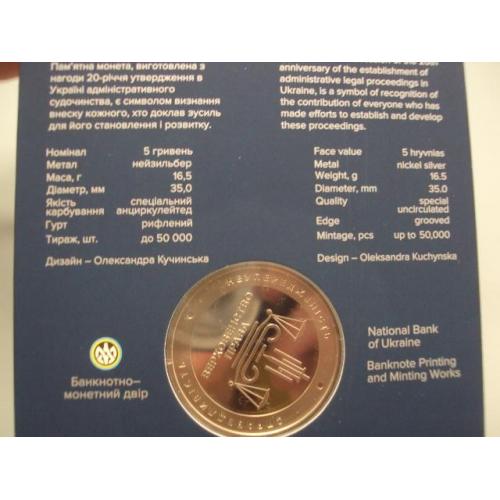 Пам'ятна монета, виготовлена з
нагоди 20-річчя утвердження в
Україні адміністративного
судочинства, є символом визнання
внеску кожного, хто доклав зусиль
для його становлення і розвитку.
Номінал 5 гривень
Метал нейзильбер
Маса, г 16,5
Діаметр, мм 35,0
Якість карбування спеціальний анциркулейтед
Гурт рифлений
Тираж, шт. до 50 000
Дизайн – Олександра Кучинська
anniversary of the establishment of
administrative legal proceedings in
Ukraine, is a symbol of recognition of
the contribution of everyone who has
made efforts to establish and develop
these proceedings.
Face value 5 hryvnias
Metal nickel silver
Weight, g 16.5
Diameter, mm 35.0
Quality special uncirculated
Edge grooved
Mintage, pcs up to 50,000
Design – Oleksandra Kuchynska
ВЕРХОВЕНСТВО
ПРАВА
Банкнотно–
монетний двір
National Bank
of Ukraine
Banknote Printing
and Minting Works